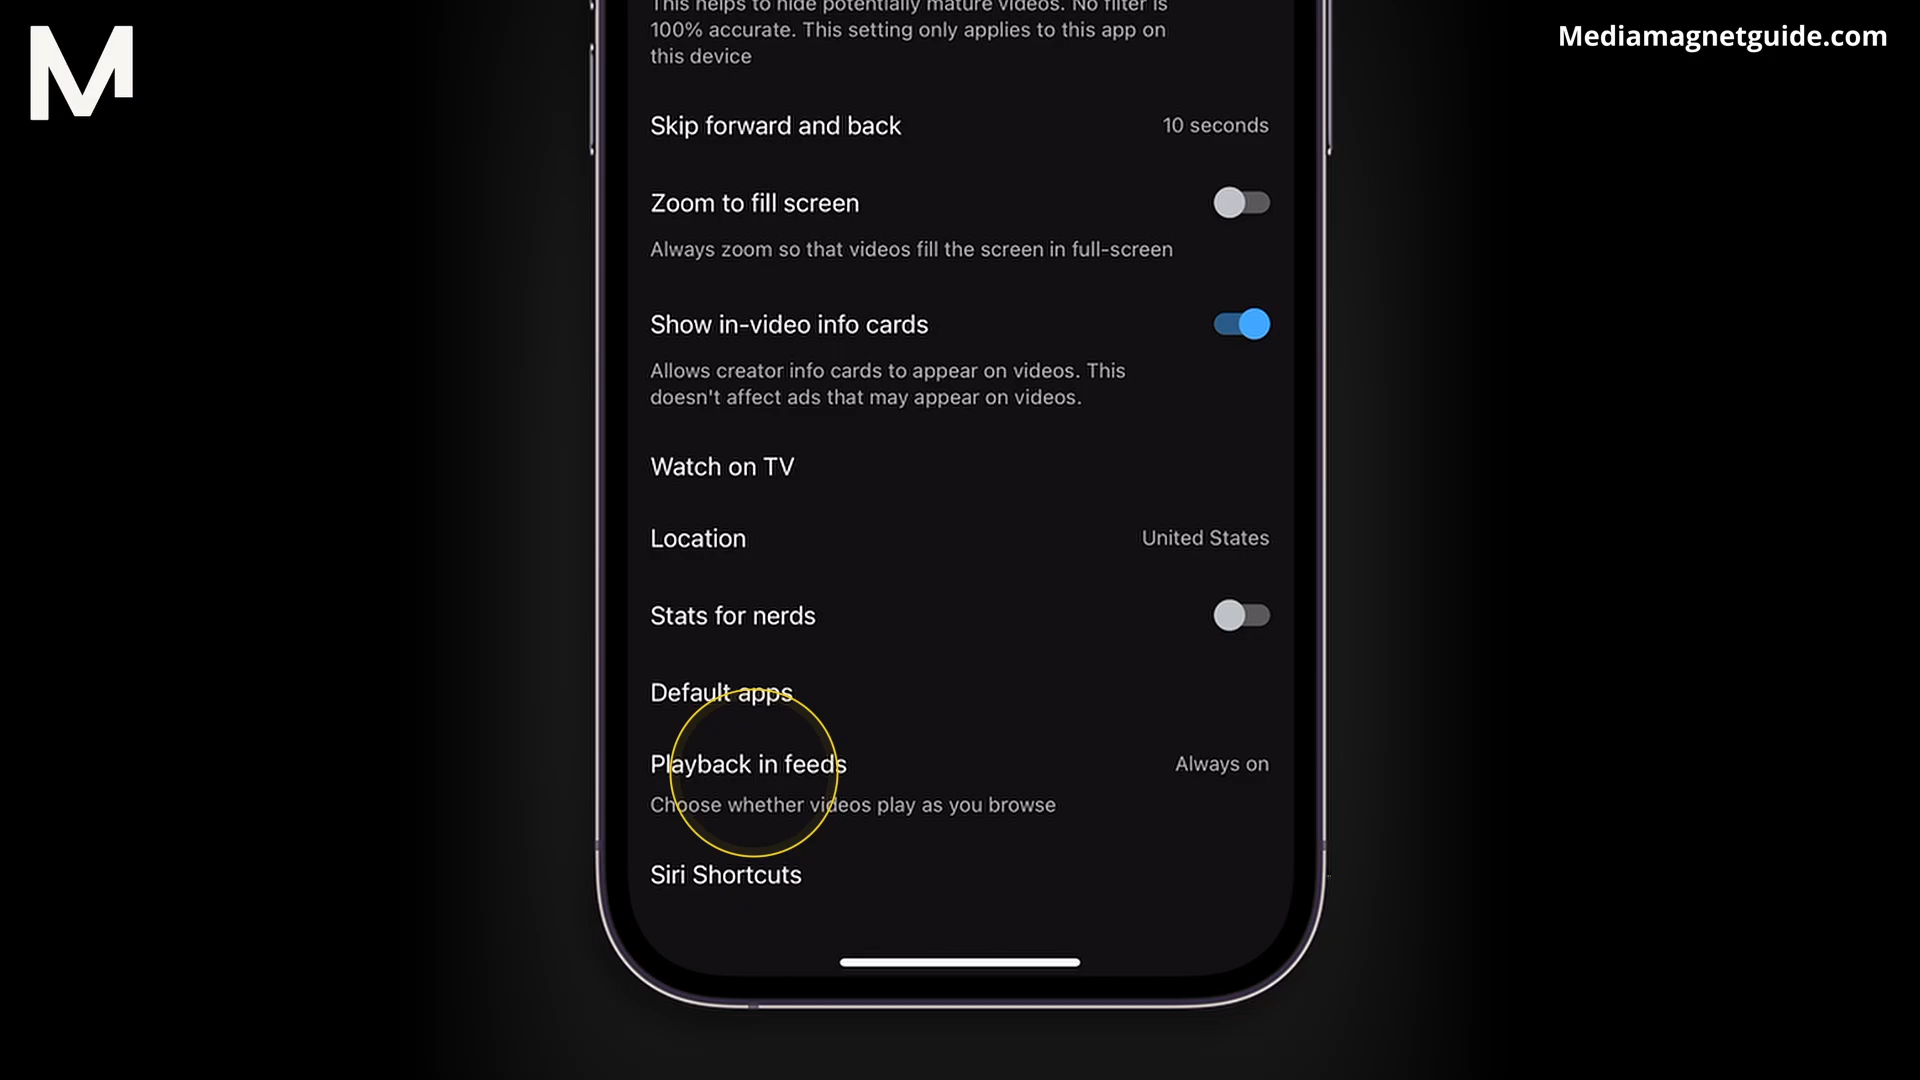 M
Mediamagnetguide.com
This helps to hide potentially mature videos. No filter is
100% accurate. This setting only applies to this app on
this device
Skip forward and back 10 seconds
Zoom to fill screen
Always zoom so that videos fill the screen in full-screen
Show in-video info cards
Allows creator info cards to appear on videos. This
doesn't affect ads that may appear on videos.
Watch on TV
Location United States
Stats for nerds
Default apps
Playback in feeds Always on
Choose whether videos play as you browse
Siri Shortcuts